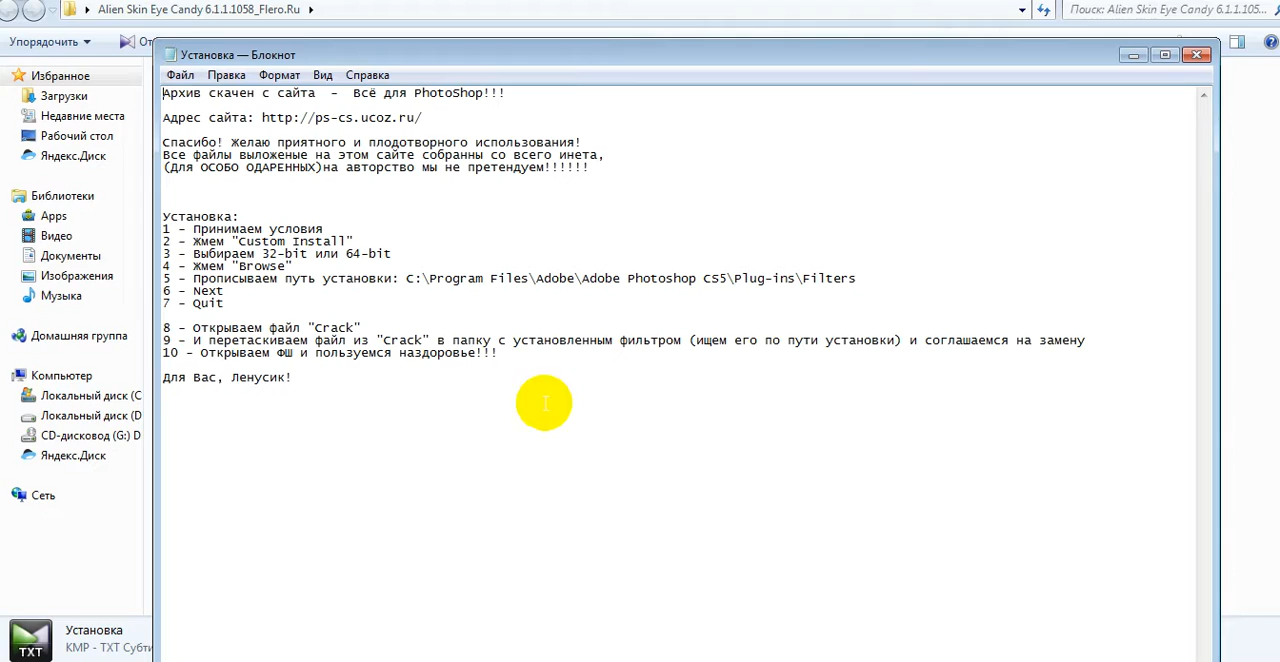 Alien Skin Eye Candy 6.1.1.1058_Flero.Ru
Поиск: Alien Skin Eye Candy 6.1.1.105...
Упорядочить
От
Установка — Блокнот
Файл Правка Формат Вид Справка
Архив скачен с сайта - Всё для PhotoShop!!!
Адрес сайта: http://ps-cs.ucoz.ru/
Спасибо! Желаю приятного и плодотворного использования!
Все файлы выложеные на этом сайте собранны со всего инета,
(Для ОСОБО ОДАРЕННЫХ)на авторство мы не претендуем!!!!!!
Установка:
1 - Принимаем условия
2 - Жмем "Custom Install"
3 - Выбираем 32-bit или 64-bit
4 - Жмем "Browse"
5 - Прописываем путь установки: C:\Program Files\Adobe\Adobe Photoshop CS5\Plug-ins\Filters
6 - Next
7 - Quit
8 - Открываем файл "Crack"
9 - И перетаскиваем файл из "Crack" в папку с установленным фильтром (ищем его по пути установки) и соглашаемся на замену
10 - Открываем ФШ и пользуемся наздоровье!!!
Для Вас, Ленусик!
Избранное
Загрузки
Недавние места
Рабочий стол
Яндекс.Диск
Библиотеки
Apps
Видео
Документы
Изображения
Музыка
Домашняя группа
Компьютер
Локальный диск (C
Локальный диск (D
CD-дисковод (G:) D
Яндекс.Диск
Сеть
TXT
Установка
KMP - TXT Субти